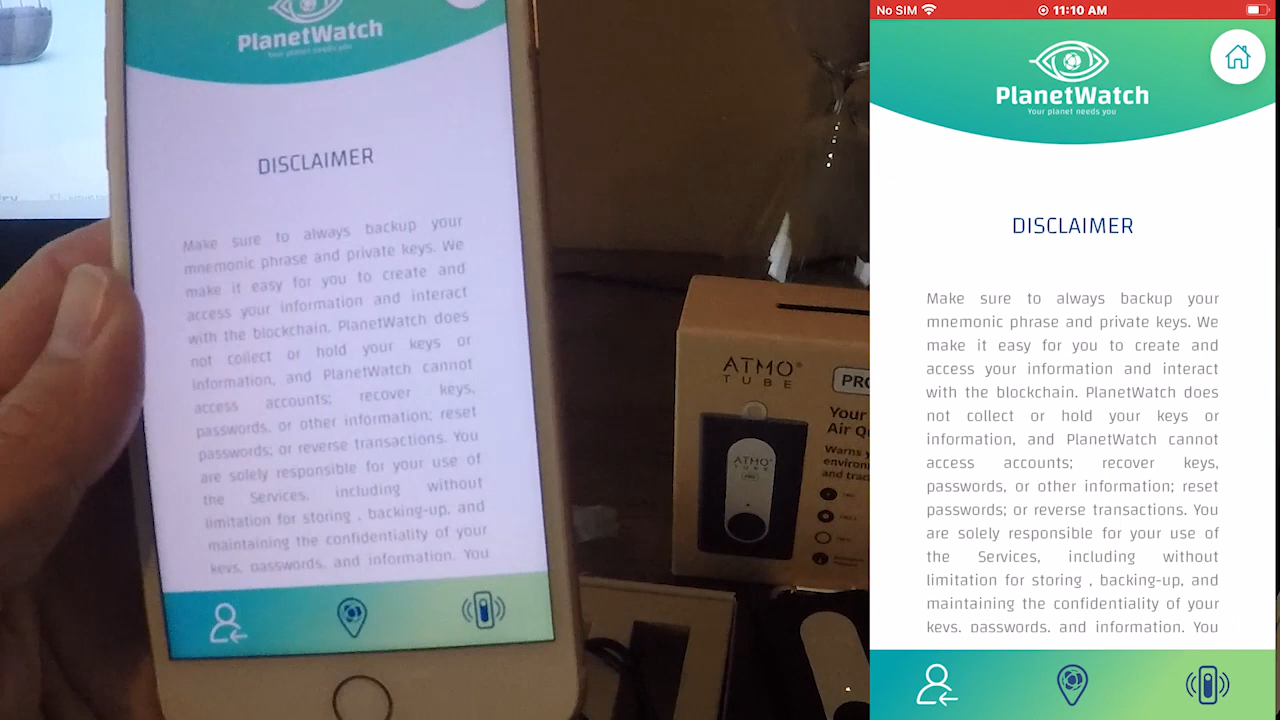 PlanetWatch
Your planet needs you
DISCLAIMER
Make sure to always backup your
mnemonic phrase and private keys. We
make it easy for you to create and
access your information and interact
with the blockchain. PlanetWatch does
not collect or hold your keys or
information, and PlanetWatch cannot
access accounts; recover keys,
passwords, or other information; reset
passwords; or reverse transactions. You
are solely responsible for your use of
the Services, including without
limitation for storing , backing-up, and
maintaining the confidentiality of your
keys, passwords, and information. You
ATMO®
TUBE
PRO
Your
Air Q
Warns y
environ
and trac
ATMO®
TUBE
PRO
No SIM
11:10 AM
PlanetWatch
Your planet needs you
DISCLAIMER
Make sure to always backup your
mnemonic phrase and private keys. We
make it easy for you to create and
access your information and interact
with the blockchain. PlanetWatch does
not collect or hold your keys or
information, and PlanetWatch cannot
access accounts; recover keys,
passwords, or other information; reset
passwords; or reverse transactions. You
are solely responsible for your use of
the Services, including without
limitation for storing , backing-up, and
maintaining the confidentiality of your
keys, passwords, and information. You